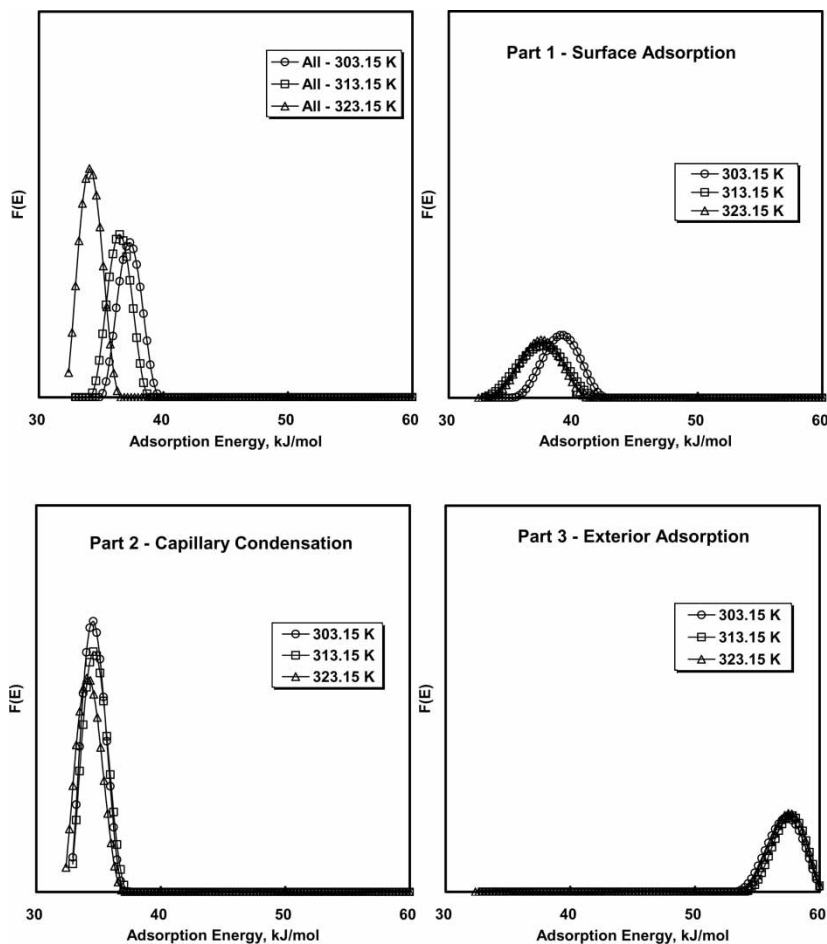 All - 303.15 K
All - 313.15 K
All - 323.15 K
F(E)
30
40
50
60
Adsorption Energy, kJ/mol
Part 1 - Surface Adsorption
303.15 K
313.15 K
323.15 K
F(E)
30
40
50
60
Adsorption Energy, kJ/mol
Part 2 - Capillary Condensation
303.15 K
313.15 K
323.15 K
F(E)
30
40
50
60
Adsorption Energy, kJ/mol
Part 3 - Exterior Adsorption
303.15 K
313.15 K
323.15 K
F(E)
30
40
50
60
Adsorption Energy, kJ/mol